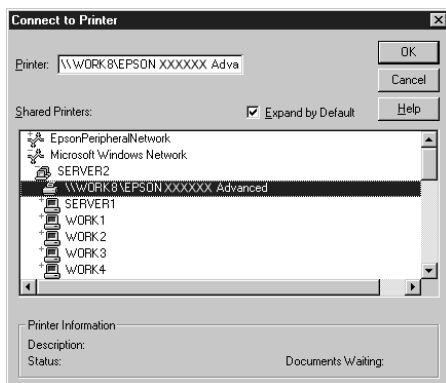 Connect to Printer
Printer: \\WORK8\EPSON XXXXXX Adva
OK
Cancel
Help
Shared Printers:
Expand by Default
EpsonPeripheralNetwork
Microsoft Windows Network
SERVER2
\\WORK8\EPSON XXXXXX Advanced
SERVER1
WORK1
WORK2
WORK3
WORK4
Printer Information
Description:
Status: Documents Waiting: